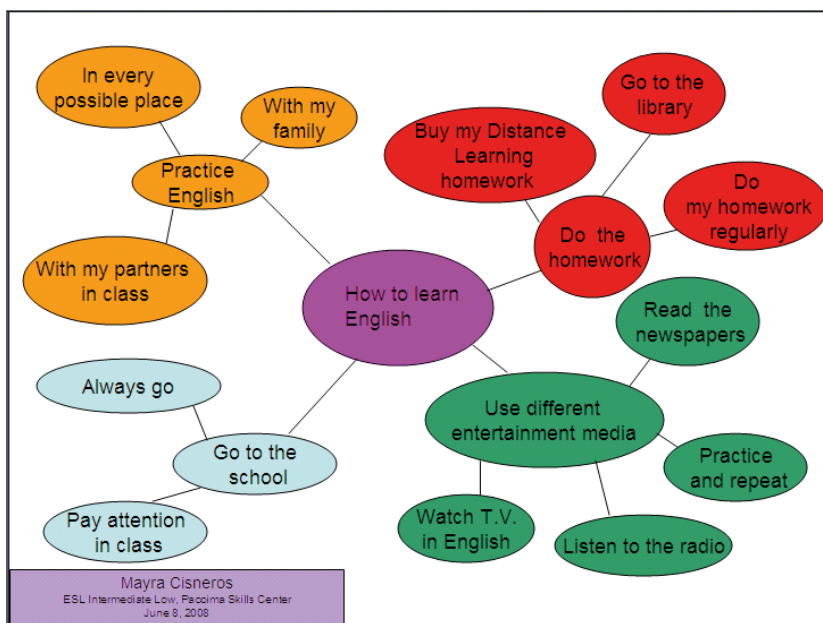 In every
possible place
With my
family
Practice
English
With my partners
in class
Go to the
library
Buy my Distance
Learning
homework
Do
my homework
regularly
Do the
homework
How to learn
English
Read the
newspapers
Always go
Use different
entertainment media
Go to the
school
Practice
and repeat
Pay attention
in class
Watch T.V.
in English
Listen to the radio
Mayra Cisneros
ESL Intermediate Low, Pacoima Skills Center
June 8, 2008